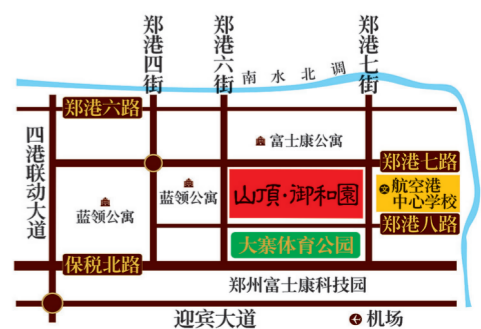 郑港四街
郑港六街
郑港七街
南水北调
郑港六路
四港联动大道
富士康公寓
郑港七路
蓝领公寓
蓝领公寓
山頂·御和園
文
航空港
中心学校
郑港八路
大寨体育公园
保税北路
郑州富士康科技园
迎宾大道
机场